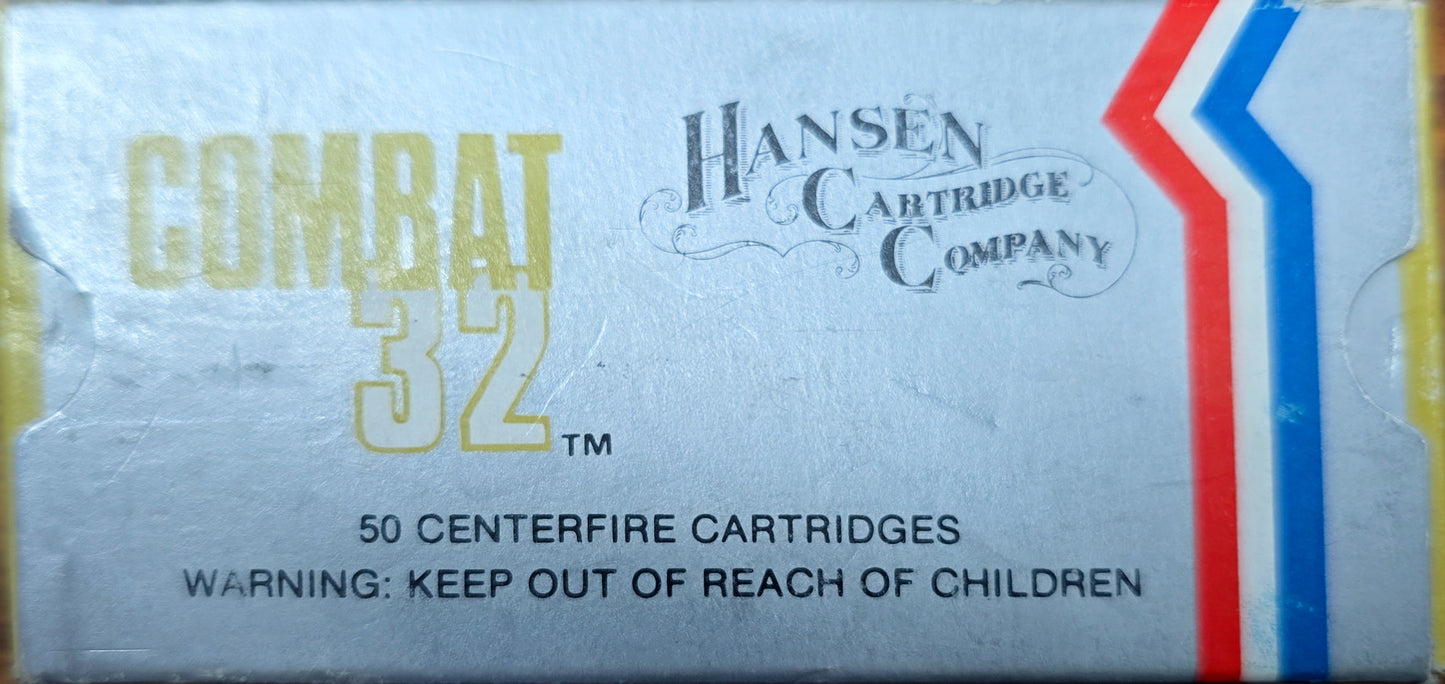 COMBAT
32 TM
HANSEN
CARTRIDGE
COMPANY
50 CENTERFIRE CARTRIDGES
WARNING: KEEP OUT OF REACH OF CHILDREN